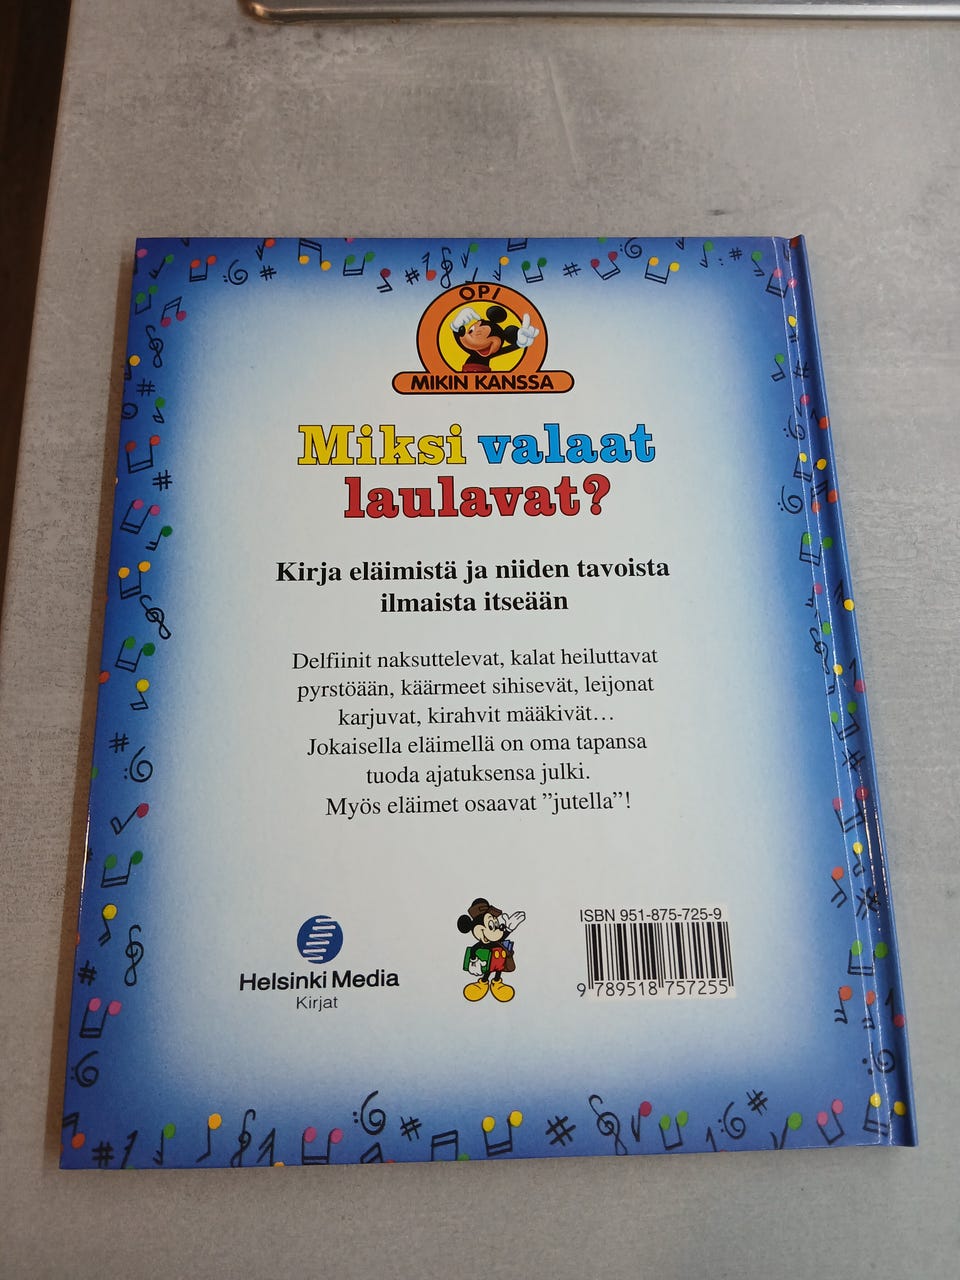 OPI
MIKIN KANSSA
Miksi valaat
laulavat?
Kirja eläimistä ja niiden tavoista
ilmaista itseään
Delfiinit naksuttelevat, kalat heiluttavat
pyrstöään, käärmeet sihisevät, leijonat
karjuvat, kirahvit määkivät…
Jokaisella eläimellä on oma tapansa
tuoda ajatuksensa julki.
Myös eläimet osaavat ”jutella”!
Helsinki Media
Kirjat
ISBN 951-875-725-9
9 789518 757255